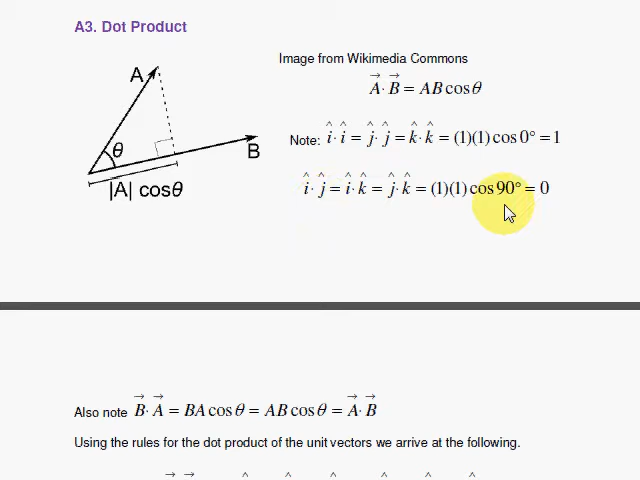 A3. Dot Product
Image from Wikimedia Commons
A⃗ · B⃗ = AB cos θ
A
θ
B
|A| cosθ
Note: î · î = ĵ · ĵ = k̂ · k̂ = (1)(1) cos 0° = 1
î · ĵ = î · k̂ = ĵ · k̂ = (1)(1) cos 90° = 0
Also note B⃗ · A⃗ = BA cos θ = AB cos θ = A⃗ · B⃗
Using the rules for the dot product of the unit vectors we arrive at the following.